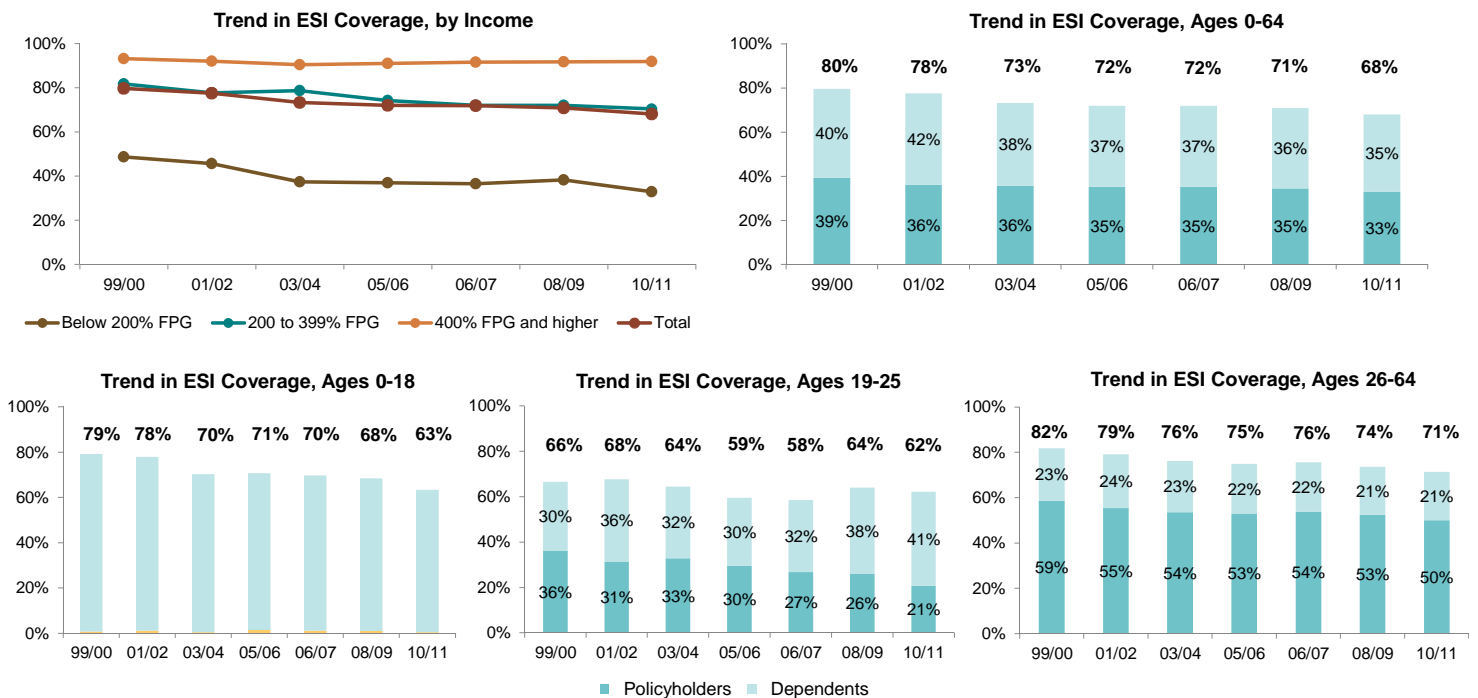 Trend in ESI Coverage, by Income
100%
80%
60%
40%
20%
0%
99/00 01/02 03/04 05/06 06/07 08/09 10/11
Below 200% FPG 200 to 399% FPG 400% FPG and higher Total
Trend in ESI Coverage, Ages 0-64
100%
80%
60%
40%
20%
0%
80% 78% 73% 72% 72% 71% 68%
40% 42% 38% 37% 37% 36% 35%
39% 36% 36% 35% 35% 35% 33%
99/00 01/02 03/04 05/06 06/07 08/09 10/11
Trend in ESI Coverage, Ages 0-18
100%
80%
60%
40%
20%
0%
79% 78% 70% 71% 70% 68% 63%
99/00 01/02 03/04 05/06 06/07 08/09 10/11
Trend in ESI Coverage, Ages 19-25
100%
80%
60%
40%
20%
0%
66% 68% 64% 59% 58% 64% 62%
30% 36% 32% 30% 32% 38% 41%
36% 31% 33% 30% 27% 26% 21%
99/00 01/02 03/04 05/06 06/07 08/09 10/11
Trend in ESI Coverage, Ages 26-64
100%
80%
60%
40%
20%
0%
82% 79% 76% 75% 76% 74% 71%
23% 24% 23% 22% 22% 21% 21%
59% 55% 54% 53% 54% 53% 50%
99/00 01/02 03/04 05/06 06/07 08/09 10/11
Policyholders Dependents